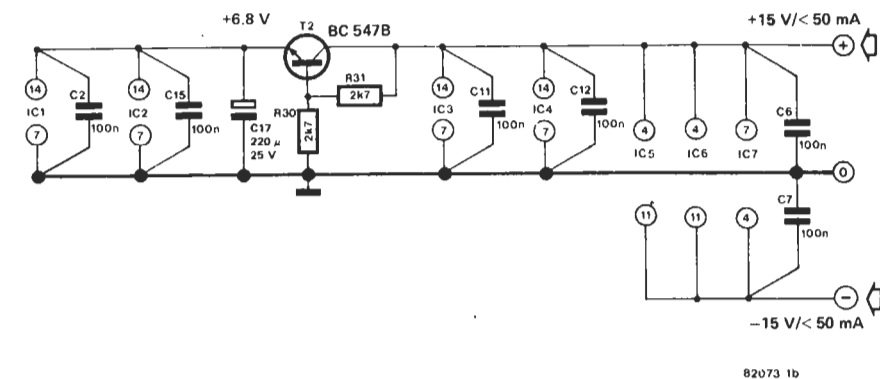 +6.8 V
T2
BC 547B
+15 V/< 50 mA
R31
2k7
14
IC1
7
C2
100n
14
IC2
7
C15
100n
C17
220 µ
25 V
R30
2k7
14
IC3
7
C11
100n
14
IC4
7
C12
100n
4
IC5
4
IC6
7
IC7
C6
100n
+
0
11
11
4
C7
100n
−
−15 V/< 50 mA
82073 1b